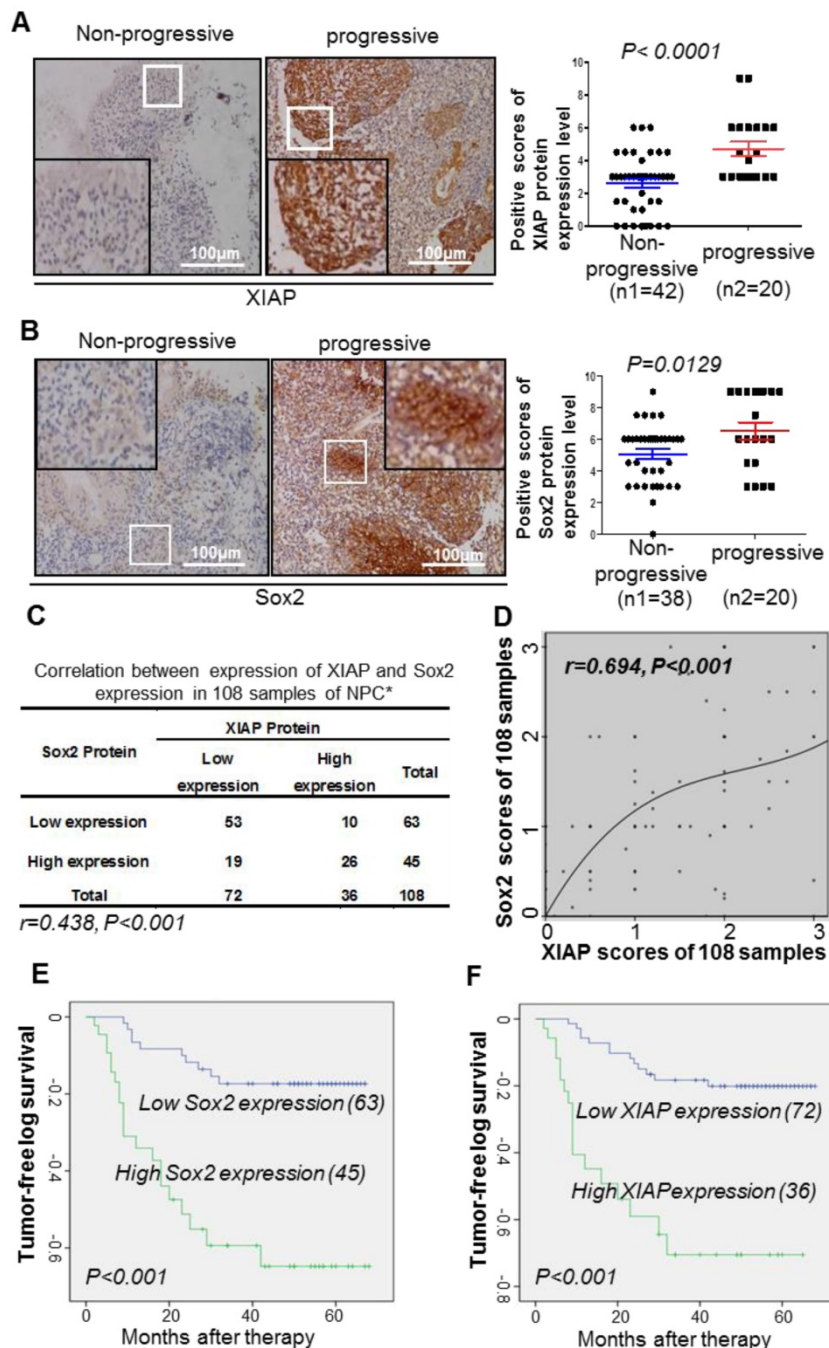 A
Non-progressive
progressive
100μm
100μm
XIAP
P< 0.0001
Positive scores of
XIAP protein
expression level
10
8
6
4
2
0
Non-
progressive
(n1=42)
progressive
(n2=20)
B
Non-progressive
progressive
100μm
100μm
Sox2
P=0.0129
Positive scores of
Sox2 protein
expression level
10
8
6
4
2
0
Non-
progressive
(n1=38)
progressive
(n2=20)
C
Correlation between expression of XIAP and Sox2
expression in 108 samples of NPC*
Sox2 Protein
XIAP Protein
Low
expression
High
expression
Total
Low expression 53 10 63
High expression 19 26 45
Total 72 36 108
r=0.438, P<0.001
D
r=0.694, P<0.001
Sox2 scores of 108 samples
3
2
1
0
0 1 2 3
XIAP scores of 108 samples
E
Tumor-free log survival
0
-0.2
-0.4
-0.6
Low Sox2 expression (63)
High Sox2 expression (45)
P<0.001
0 20 40 60
Months after therapy
F
Tumor-free log survival
0
-0.2
-0.4
-0.6
-0.8
Low XIAP expression (72)
High XIAP expression (36)
P<0.001
0 20 40 60
Months after therapy